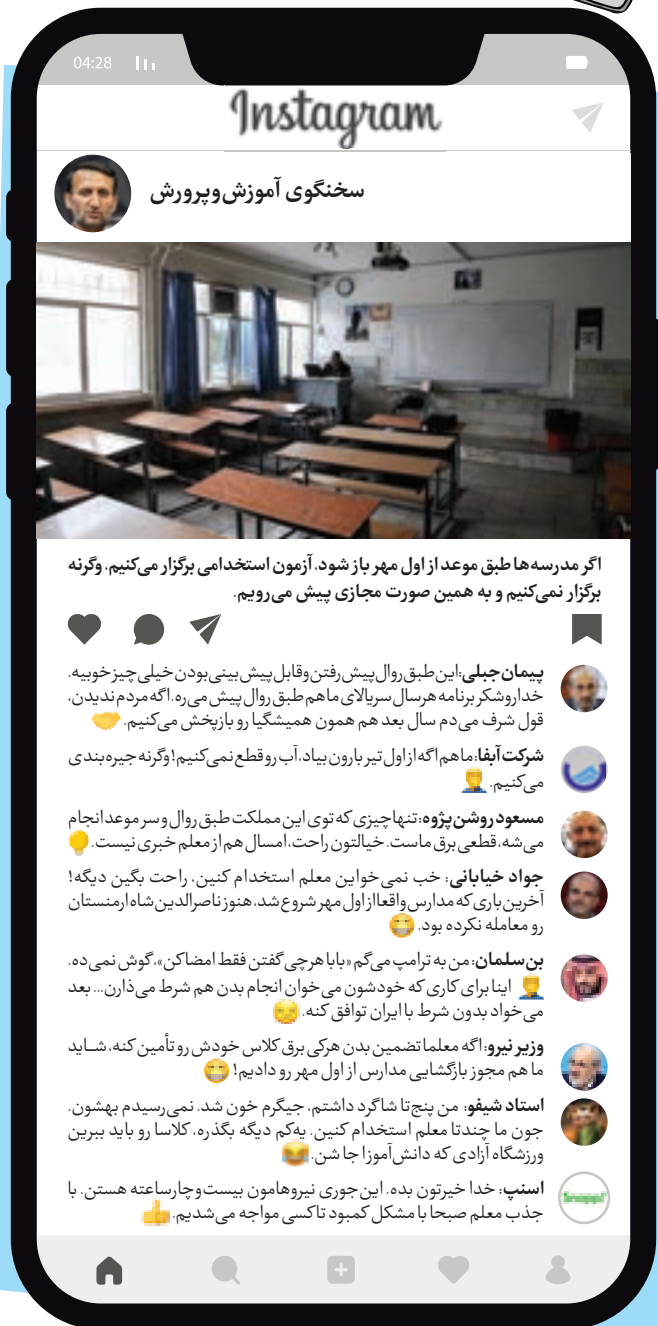 04:28
Instagram
سخنگوی آموزش‌وپرورش
اگر مدرسه‌ها طبق موعد از اول مهر باز شود، آزمون استخدامی برگزار می‌کنیم، وگرنه
برگزار نمی‌کنیم و به همین صورت مجازی پیش می‌رویم.
پیمان جبلی: این طبق روال پیش رفتن و قابل پیش بینی بودن خیلی چیز خوبیه.
خدا رو شکر برنامه هر سال سریالای ما هم طبق روال پیش می‌ره. اگه مردم ندیدن،
قول شرف می‌دم سال بعد هم همون همیشگیا رو بازپخش می‌کنیم. 🤝
شرکت آبفا: ما هم اگه از اول تیر بارون بیاد، آب رو قطع نمی‌کنیم! وگرنه جیره‌بندی
می‌کنیم. 🤦‍♂️
مسعود روشن‌پژوه: تنها چیزی که توی این مملکت طبق روال و سر موعد انجام
می‌شه، قطعی برق ماست. خیالتون راحت، امسال هم از معلم خبری نیست. 💡
جواد خیابانی: خب نمی‌خواین معلم استخدام کنین، راحت بگین دیگه!
آخرین باری که مدارس واقعا از اول مهر شروع شد، هنوز ناصرالدین شاه ارمنستان
رو معامله نکرده بود. 😁
بن‌سلمان: من به ترامپ می‌گم «بابا هرچی گفتن فقط امضا کن»، گوش نمی‌ده.
🤦‍♂️ اینا برای کاری که خودشون می‌خوان انجام بدن هم شرط می‌ذارن... بعد
می‌خواد بدون شرط با ایران توافق کنه.
وزیر نیرو: اگه معلما تضمین بدن هرکی برق کلاس خودش رو تأمین کنه، شاید
ما هم مجوز بازگشایی مدارس از اول مهر رو دادیم! 😁
استاد شیفو: من پنج‌تا شاگرد داشتم، جیگرم خون شد. نمی‌رسیدم بهشون.
جون ما چندتا معلم استخدام کنین. یه‌کم دیگه بگذره، کلاسا رو باید ببرین
ورزشگاه آزادی که دانش‌آموزا جا شن. 😂
اسنپ: خدا خیرتون بده. این‌جوری نیروهامون بیست‌وچارساعته هستن. با
جذب معلم صبحا با مشکل کمبود تاکسی مواجه می‌شدیم. 👍